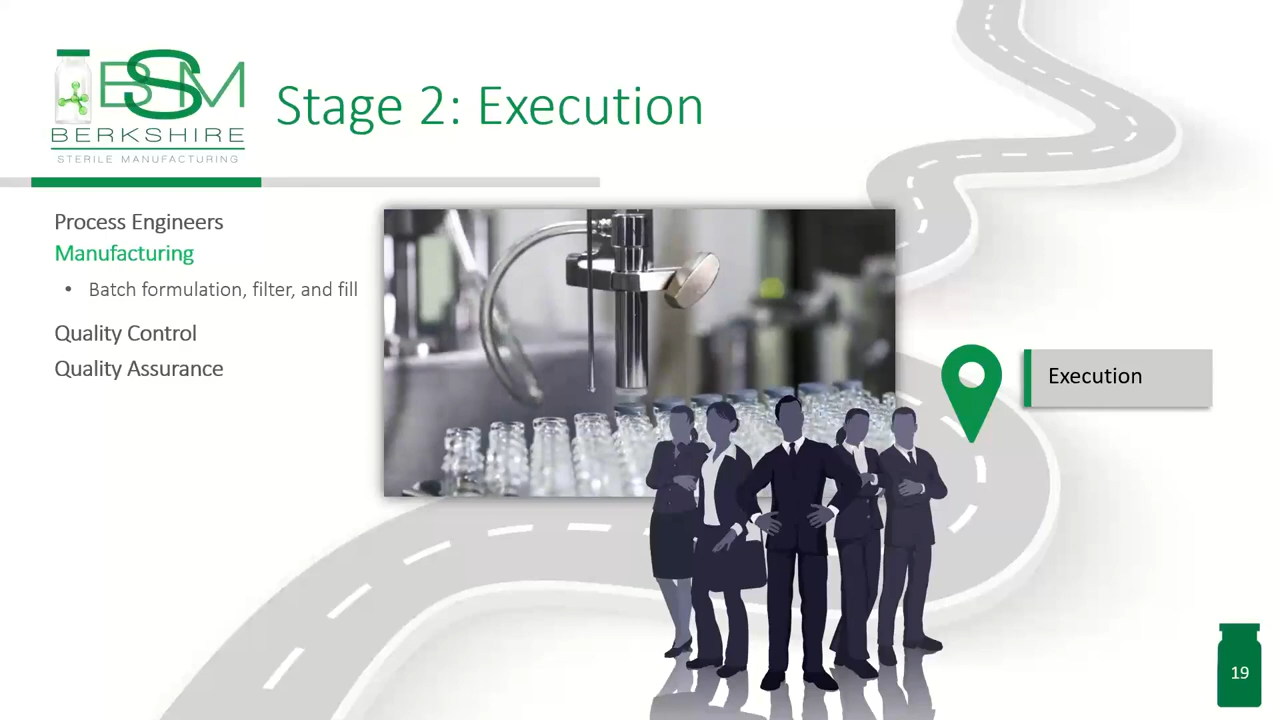 BSM
BERKSHIRE
STERILE MANUFACTURING
Stage 2: Execution
Process Engineers
Manufacturing
• Batch formulation, filter, and fill
Quality Control
Quality Assurance
Execution
19